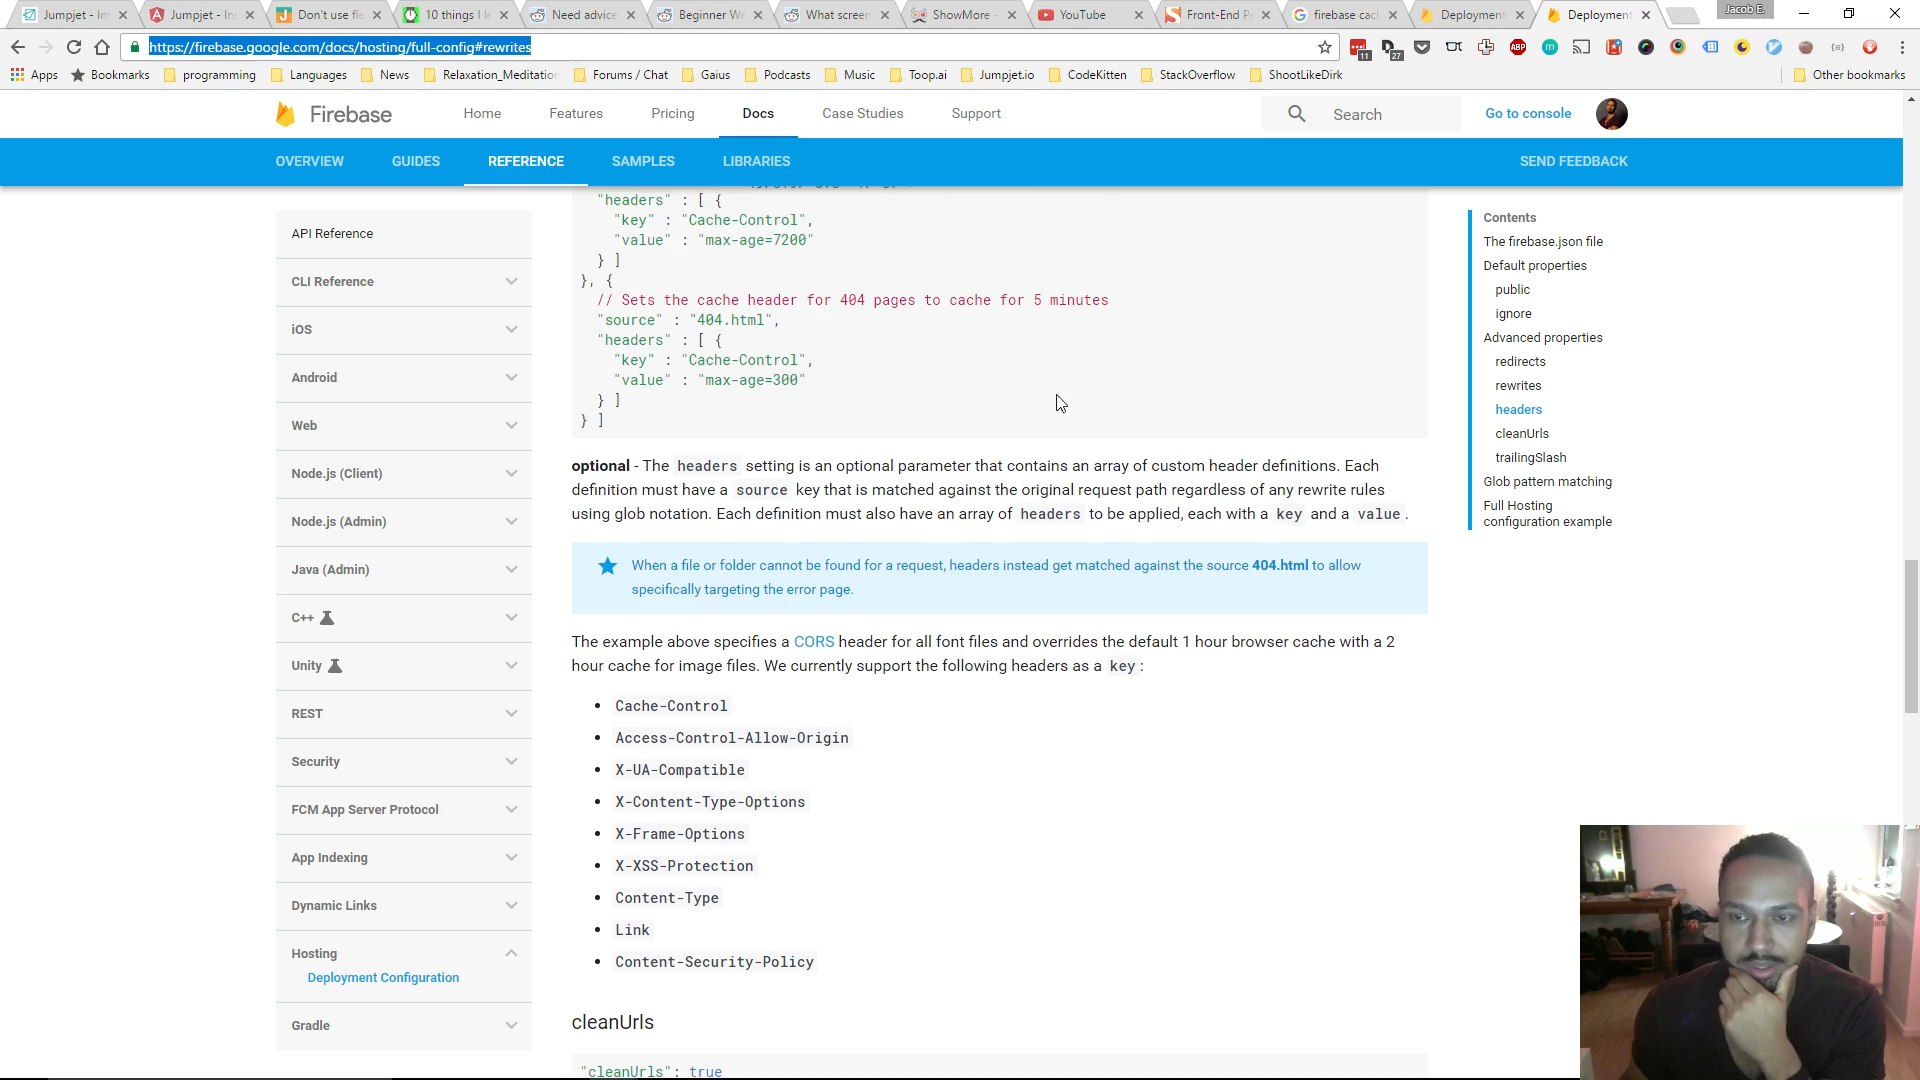 Jumpjet - In
Jumpjet - In
Don't use fl
10 things I l
Need advice
Beginner We
What screen
ShowMore -
YouTube
Front-End P
firebase cac
Deployment
Deployment
Jacob E.
https://firebase.google.com/docs/hosting/full-config#rewrites
11
27
ABP
Apps
Bookmarks
programming
Languages
News
Relaxation_Meditation
Forums / Chat
Gaius
Podcasts
Music
Toop.ai
Jumpjet.io
CodeKitten
StackOverflow
ShootLikeDirk
Other bookmarks
Firebase
Home
Features
Pricing
Docs
Case Studies
Support
Search
Go to console
OVERVIEW
GUIDES
REFERENCE
SAMPLES
LIBRARIES
SEND FEEDBACK
API Reference
CLI Reference
iOS
Android
Web
Node.js (Client)
Node.js (Admin)
Java (Admin)
C++
Unity
REST
Security
FCM App Server Protocol
App Indexing
Dynamic Links
Hosting
Deployment Configuration
Gradle
"headers" : [ {
"key" : "Cache-Control",
"value" : "max-age=7200"
} ]
}, {
// Sets the cache header for 404 pages to cache for 5 minutes
"source" : "404.html",
"headers" : [ {
"key" : "Cache-Control",
"value" : "max-age=300"
} ]
} ]
optional - The headers setting is an optional parameter that contains an array of custom header definitions. Each
definition must have a source key that is matched against the original request path regardless of any rewrite rules
using glob notation. Each definition must also have an array of headers to be applied, each with a key and a value .
When a file or folder cannot be found for a request, headers instead get matched against the source 404.html to allow
specifically targeting the error page.
The example above specifies a CORS header for all font files and overrides the default 1 hour browser cache with a 2
hour cache for image files. We currently support the following headers as a key :
• Cache-Control
• Access-Control-Allow-Origin
• X-UA-Compatible
• X-Content-Type-Options
• X-Frame-Options
• X-XSS-Protection
• Content-Type
• Link
• Content-Security-Policy
cleanUrls
"cleanUrls": true
Contents
The firebase.json file
Default properties
public
ignore
Advanced properties
redirects
rewrites
headers
cleanUrls
trailingSlash
Glob pattern matching
Full Hosting
configuration example